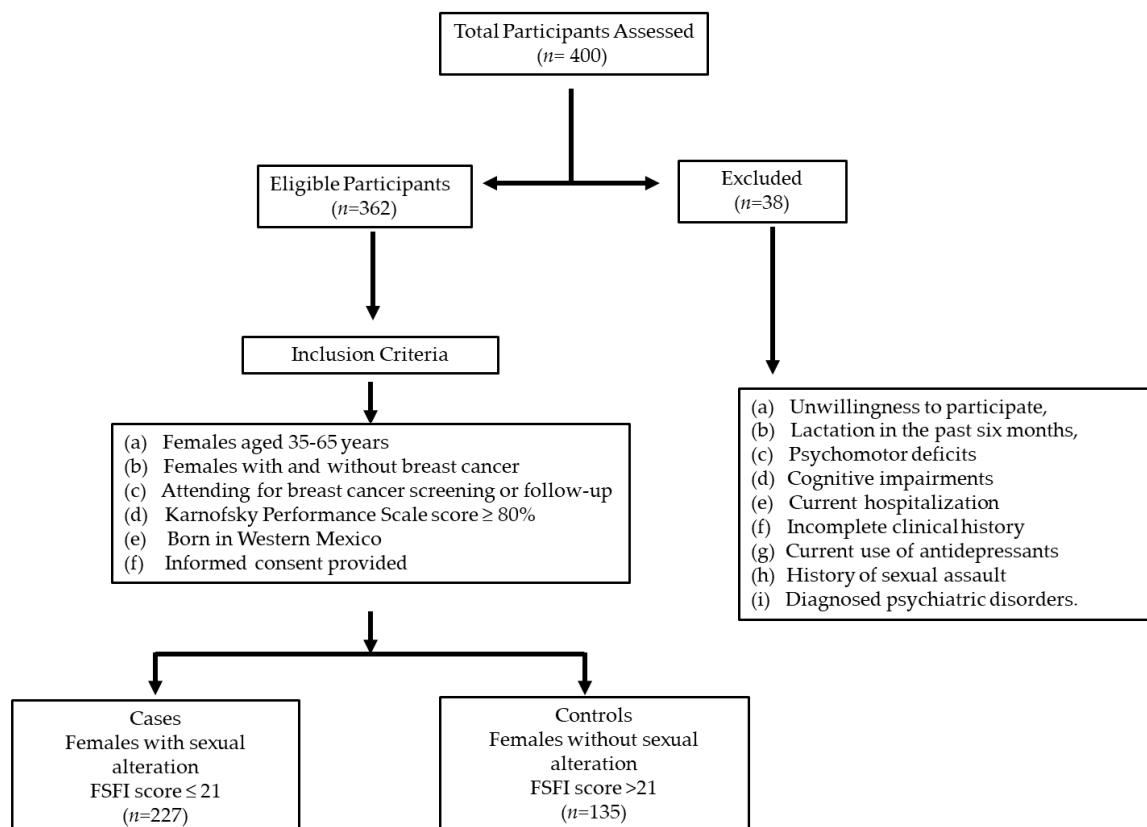 Total Participants Assessed
(n= 400)
Eligible Participants
(n=362)
Excluded
(n=38)
Inclusion Criteria
(a) Females aged 35-65 years
(b) Females with and without breast cancer
(c) Attending for breast cancer screening or follow-up
(d) Karnofsky Performance Scale score ≥ 80%
(e) Born in Western Mexico
(f) Informed consent provided
(a) Unwillingness to participate,
(b) Lactation in the past six months,
(c) Psychomotor deficits
(d) Cognitive impairments
(e) Current hospitalization
(f) Incomplete clinical history
(g) Current use of antidepressants
(h) History of sexual assault
(i) Diagnosed psychiatric disorders.
Cases
Females with sexual
alteration
FSFI score ≤ 21
(n=227)
Controls
Females without sexual
alteration
FSFI score >21
(n=135)